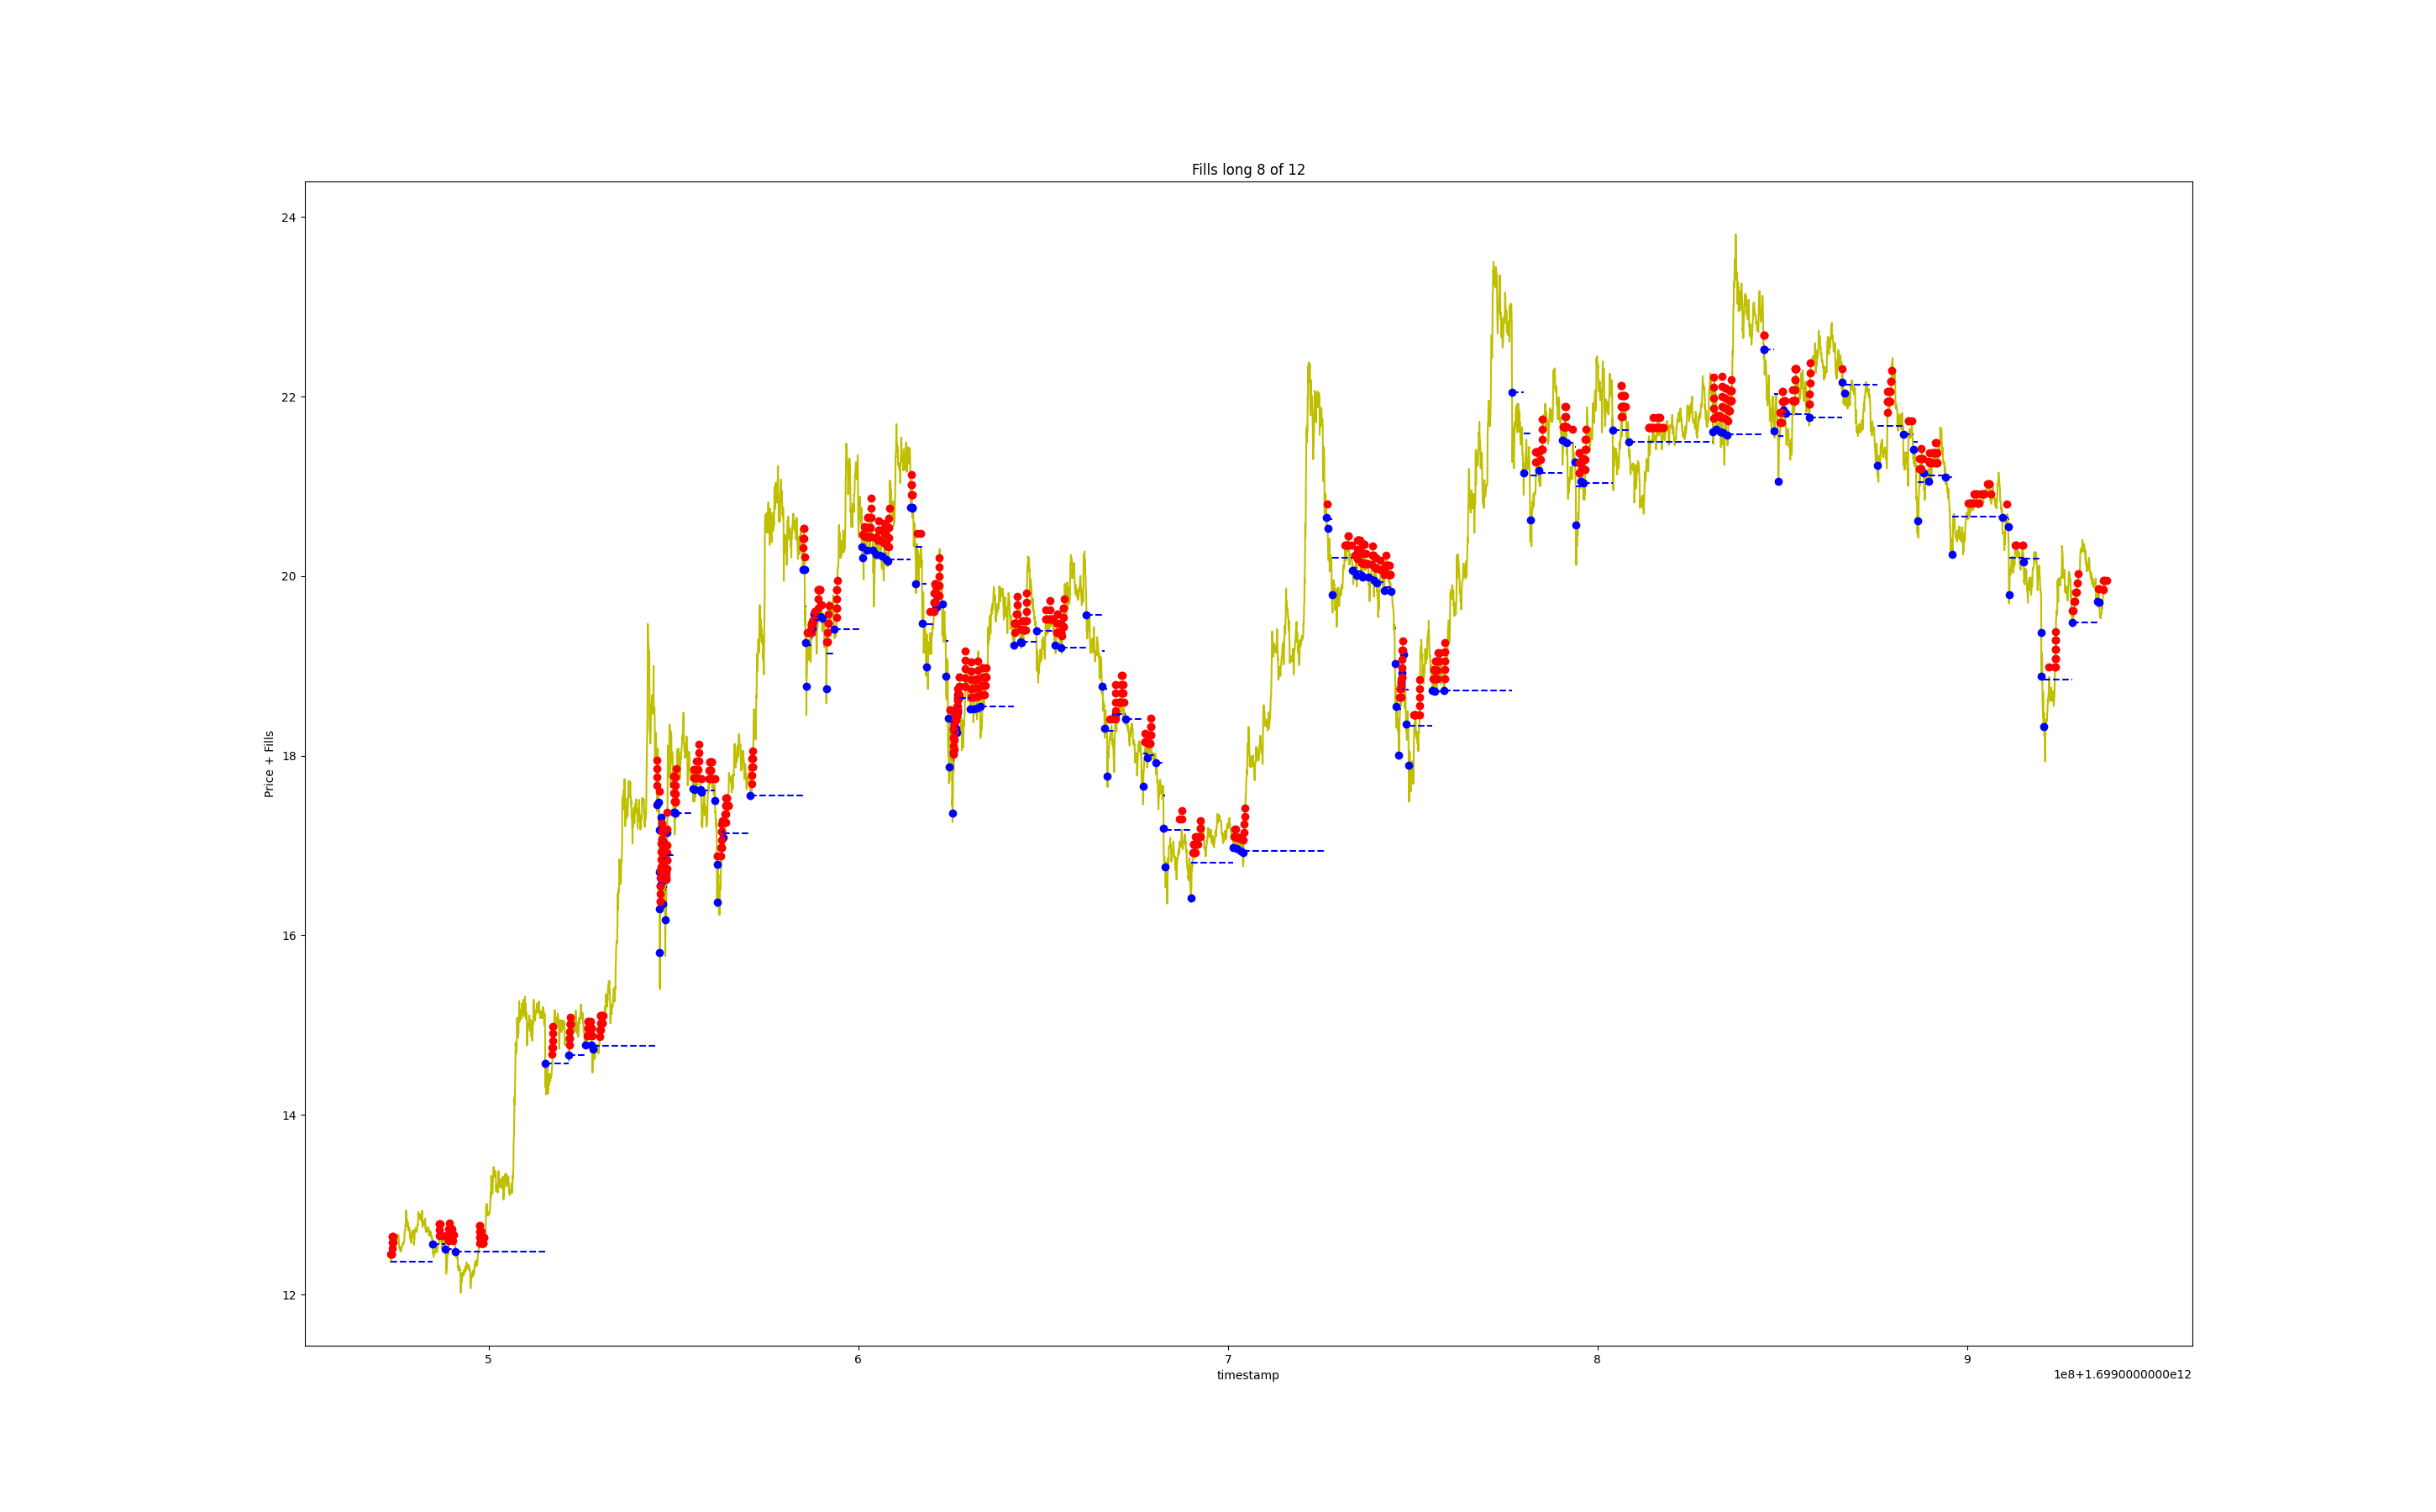 Fills long 8 of 12
24
22
20
18
16
14
12
Price + Fills
5 6 7 8 9
timestamp
1e8+1.6990000000e12